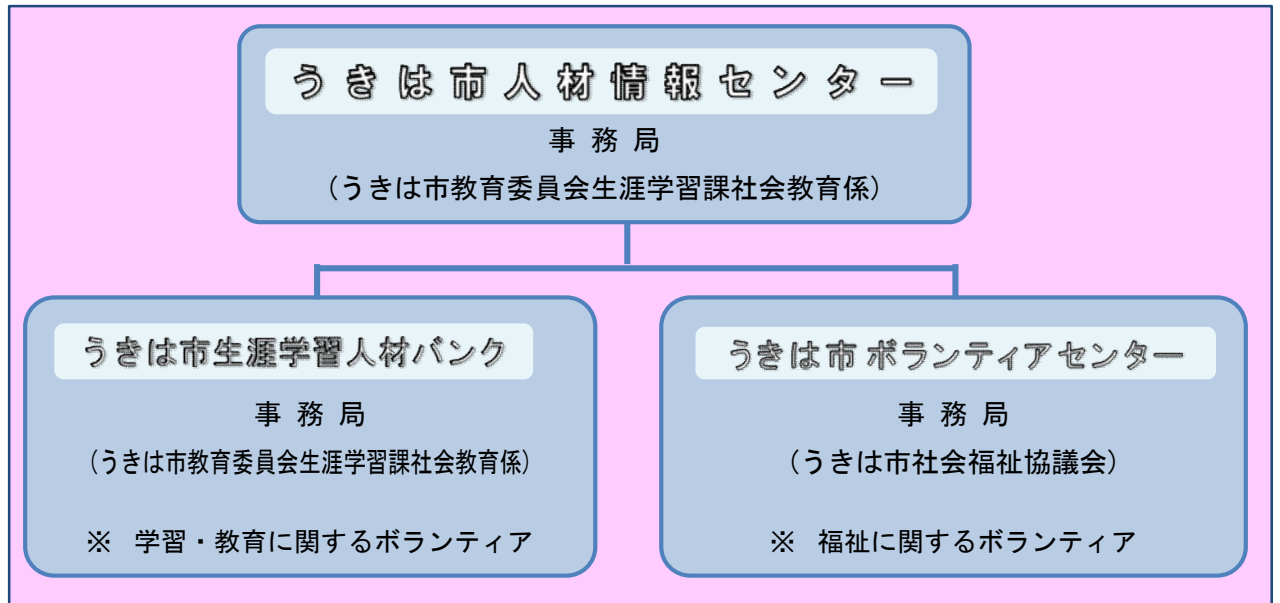 うきは市人材情報センター
事 務 局
（うきは市教育委員会生涯学習課社会教育係）
うきは市生涯学習人材バンク
事 務 局
（うきは市教育委員会生涯学習課社会教育係）
※ 学習・教育に関するボランティア
うきは市ボランティアセンター
事 務 局
（うきは市社会福祉協議会）
※ 福祉に関するボランティア